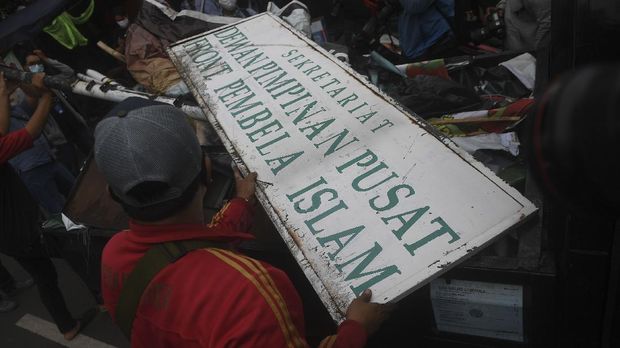 SEKRETARIAT
DEWAN PIMPINAN PUSAT
FRONT PEMBELA ISLAM